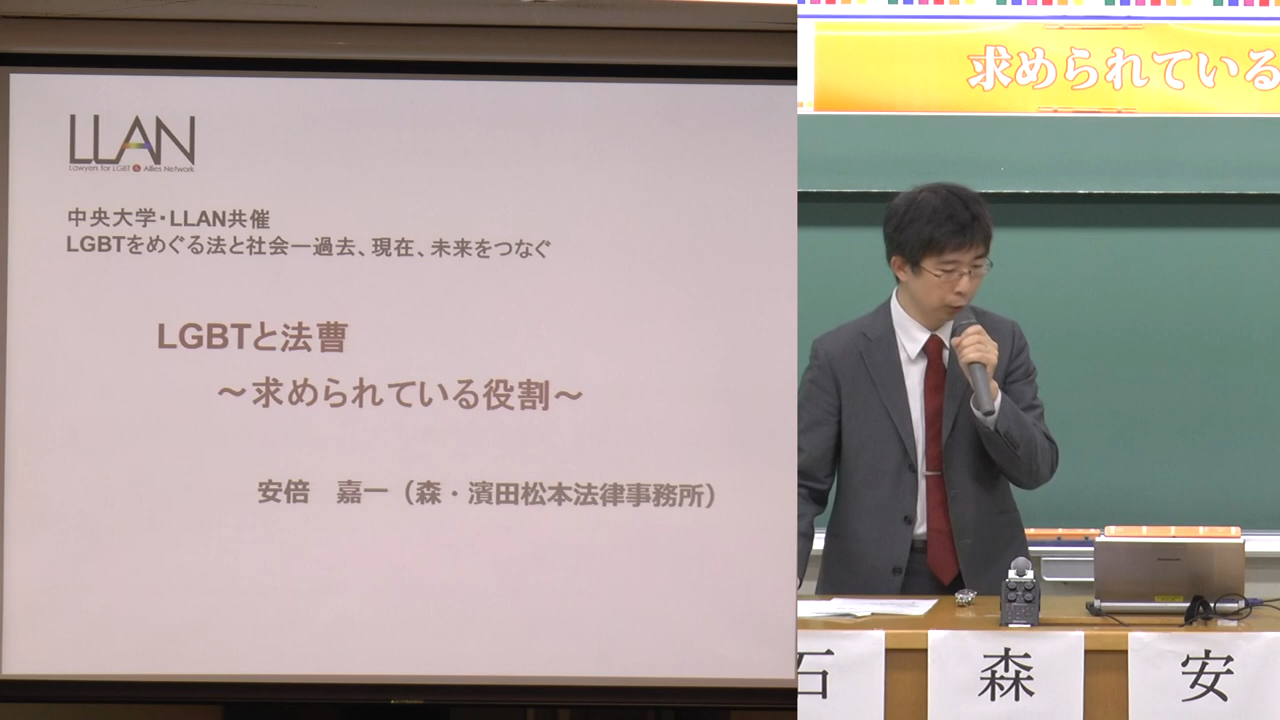 LLAN
Lawyers for LGBT & Allies Network
中央大学・LLAN共催
LGBTをめぐる法と社会―過去、現在、未来をつなぐ
LGBTと法曹
～求められている役割～
安倍　嘉一（森・濱田松本法律事務所）
求められている
石
森
安